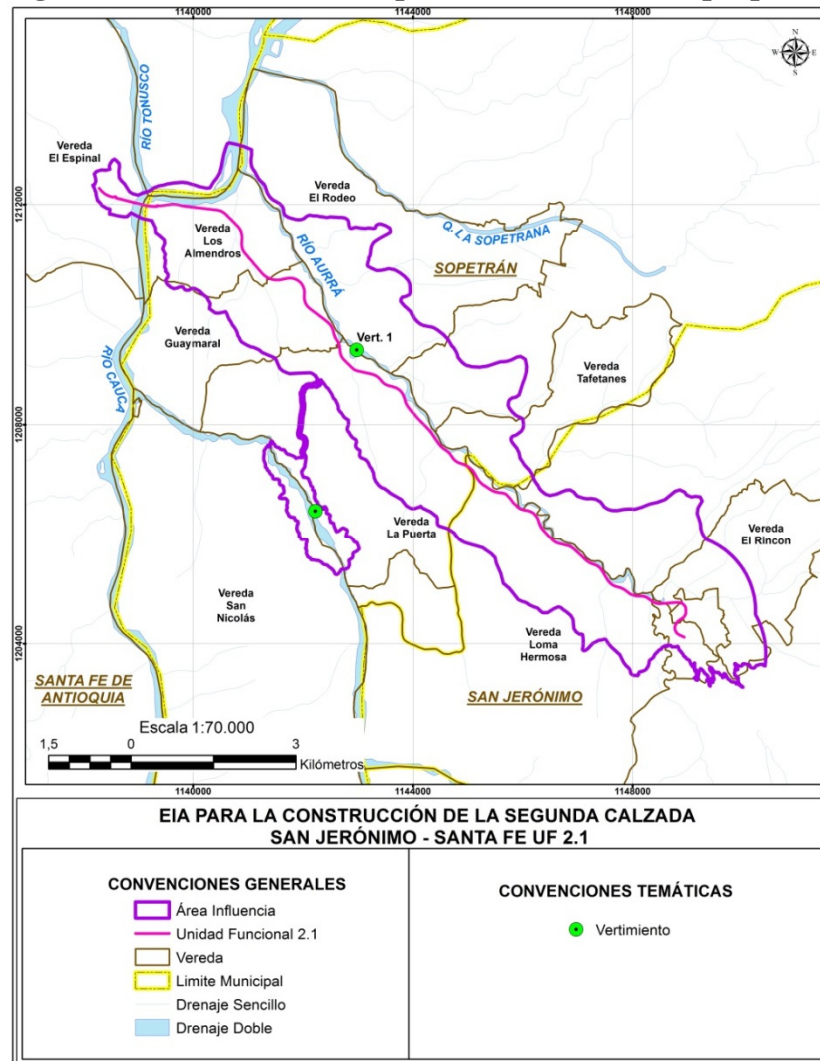 1140000
1144000
1148000
N
W
E
S
RÍO TONUSCO
Vereda
El Espinal
1212000
Vereda
El Rodeo
Q. LA SOPETRANA
Vereda
Los
Almendros
RÍO AURRÁ
SOPETRÁN
Vereda
Guaymaral
Vert. 1
RÍO CAUCA
Vereda
Tafetanes
1208000
Vereda
La Puerta
Vereda
El Rincon
Vereda
San
Nicolás
Vereda
Loma
Hermosa
1204000
SANTA FE DE
ANTIOQUIA
SAN JERÓNIMO
Escala 1:70.000
1,5 0 3
Kilómetros
1140000
1144000
1148000
EIA PARA LA CONSTRUCCIÓN DE LA SEGUNDA CALZADA
SAN JERÓNIMO - SANTA FE UF 2.1
CONVENCIONES GENERALES
Área Influencia
Unidad Funcional 2.1
Vereda
Limite Municipal
Drenaje Sencillo
Drenaje Doble
CONVENCIONES TEMÁTICAS
Vertimiento